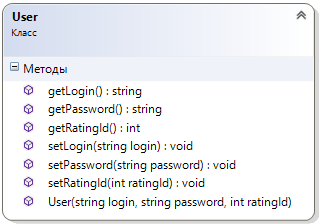 User
Класс
Методы
getLogin() : string
getPassword() : string
getRatingId() : int
setLogin(string login) : void
setPassword(string password) : void
setRatingId(int ratingId) : void
User(string login, string password, int ratingId)